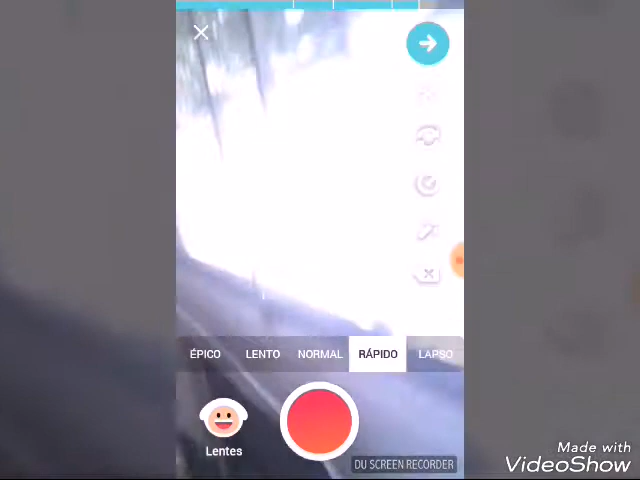 ÉPICO LENTO NORMAL RÁPIDO LAPSO
Lentes
DU SCREEN RECORDER
Made with
VideoShow